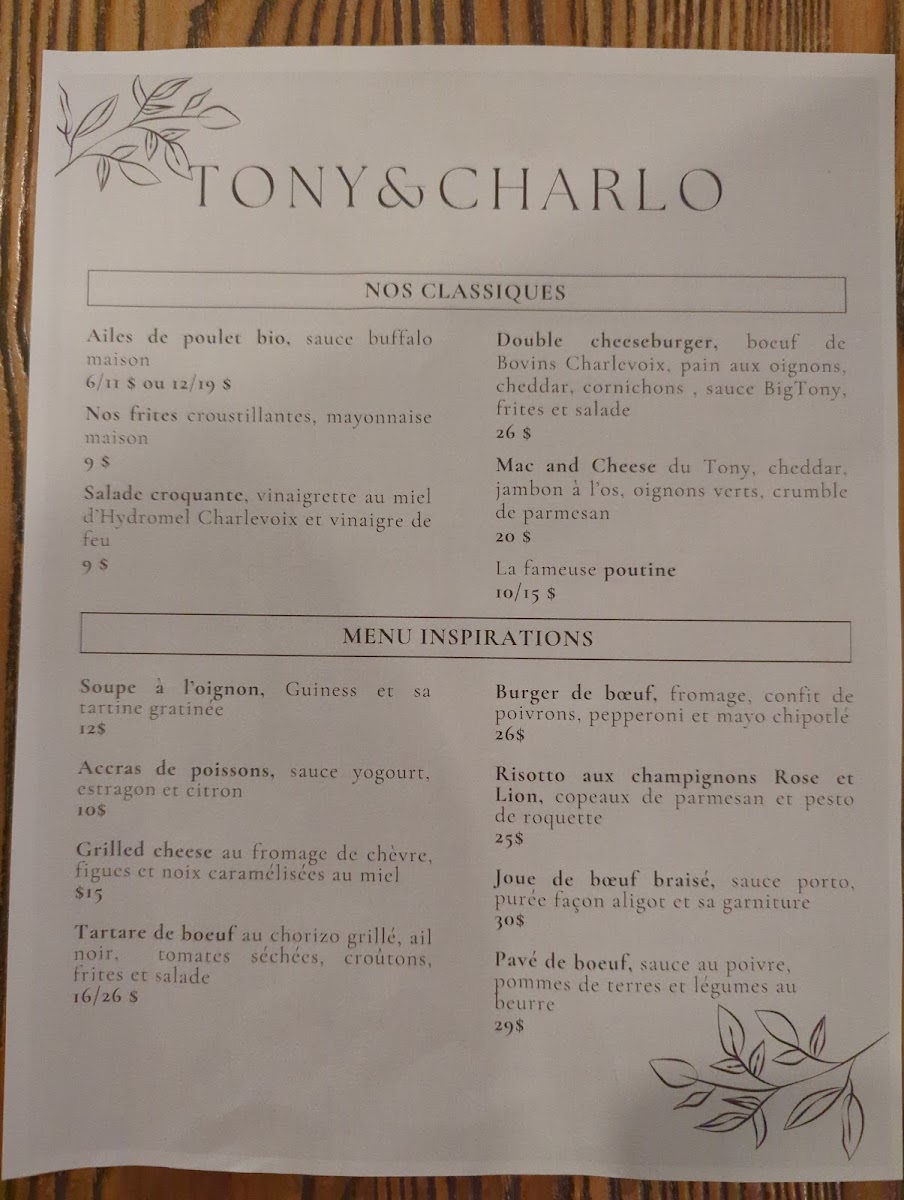 TONY&CHARLO
NOS CLASSIQUES
Ailes de poulet bio, sauce buffalo
maison
6/11 $ ou 12/19 $
Nos frites croustillantes, mayonnaise
maison
9 $
Salade croquante, vinaigrette au miel
d'Hydromel Charlevoix et vinaigre de
feu
9 $
Double cheeseburger, boeuf de
Bovins Charlevoix, pain aux oignons,
cheddar, cornichons , sauce BigTony,
frites et salade
26 $
Mac and Cheese du Tony, cheddar,
jambon à l'os, oignons verts, crumble
de parmesan
20 $
La fameuse poutine
10/15 $
MENU INSPIRATIONS
Soupe à l'oignon, Guiness et sa
tartine gratinée
12$
Accras de poissons, sauce yogourt,
estragon et citron
10$
Grilled cheese au fromage de chèvre,
figues et noix caramélisées au miel
$15
Tartare de boeuf au chorizo grillé, ail
noir, tomates séchées, croûtons,
frites et salade
16/26 $
Burger de bœuf, fromage, confit de
poivrons, pepperoni et mayo chipotlé
26$
Risotto aux champignons Rose et
Lion, copeaux de parmesan et pesto
de roquette
25$
Joue de bœuf braisé, sauce porto,
purée façon aligot et sa garniture
30$
Pavé de boeuf, sauce au poivre,
pommes de terres et légumes au
beurre
29$